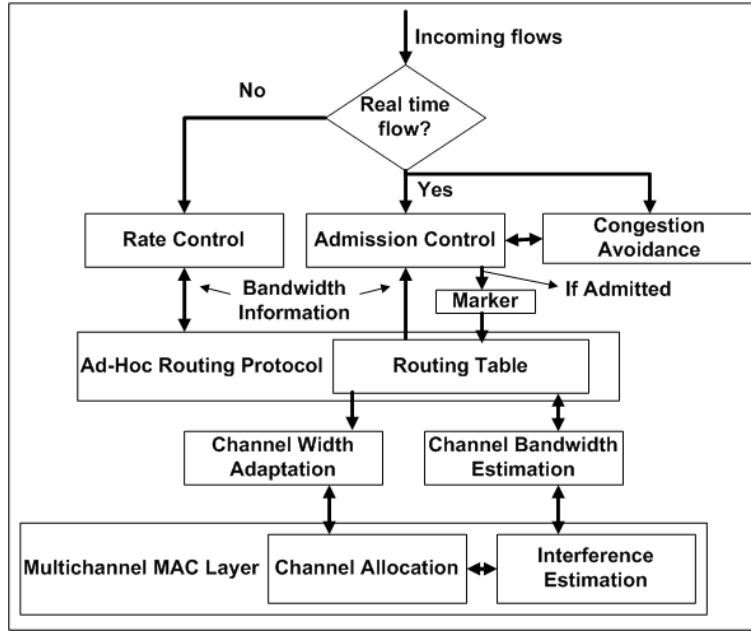 Incoming flows
No
Real time
flow?
Yes
Rate Control
Admission Control
Congestion
Avoidance
Bandwidth
Information
If Admitted
Marker
Ad-Hoc Routing Protocol
Routing Table
Channel Width
Adaptation
Channel Bandwidth
Estimation
Multichannel MAC Layer
Channel Allocation
Interference
Estimation